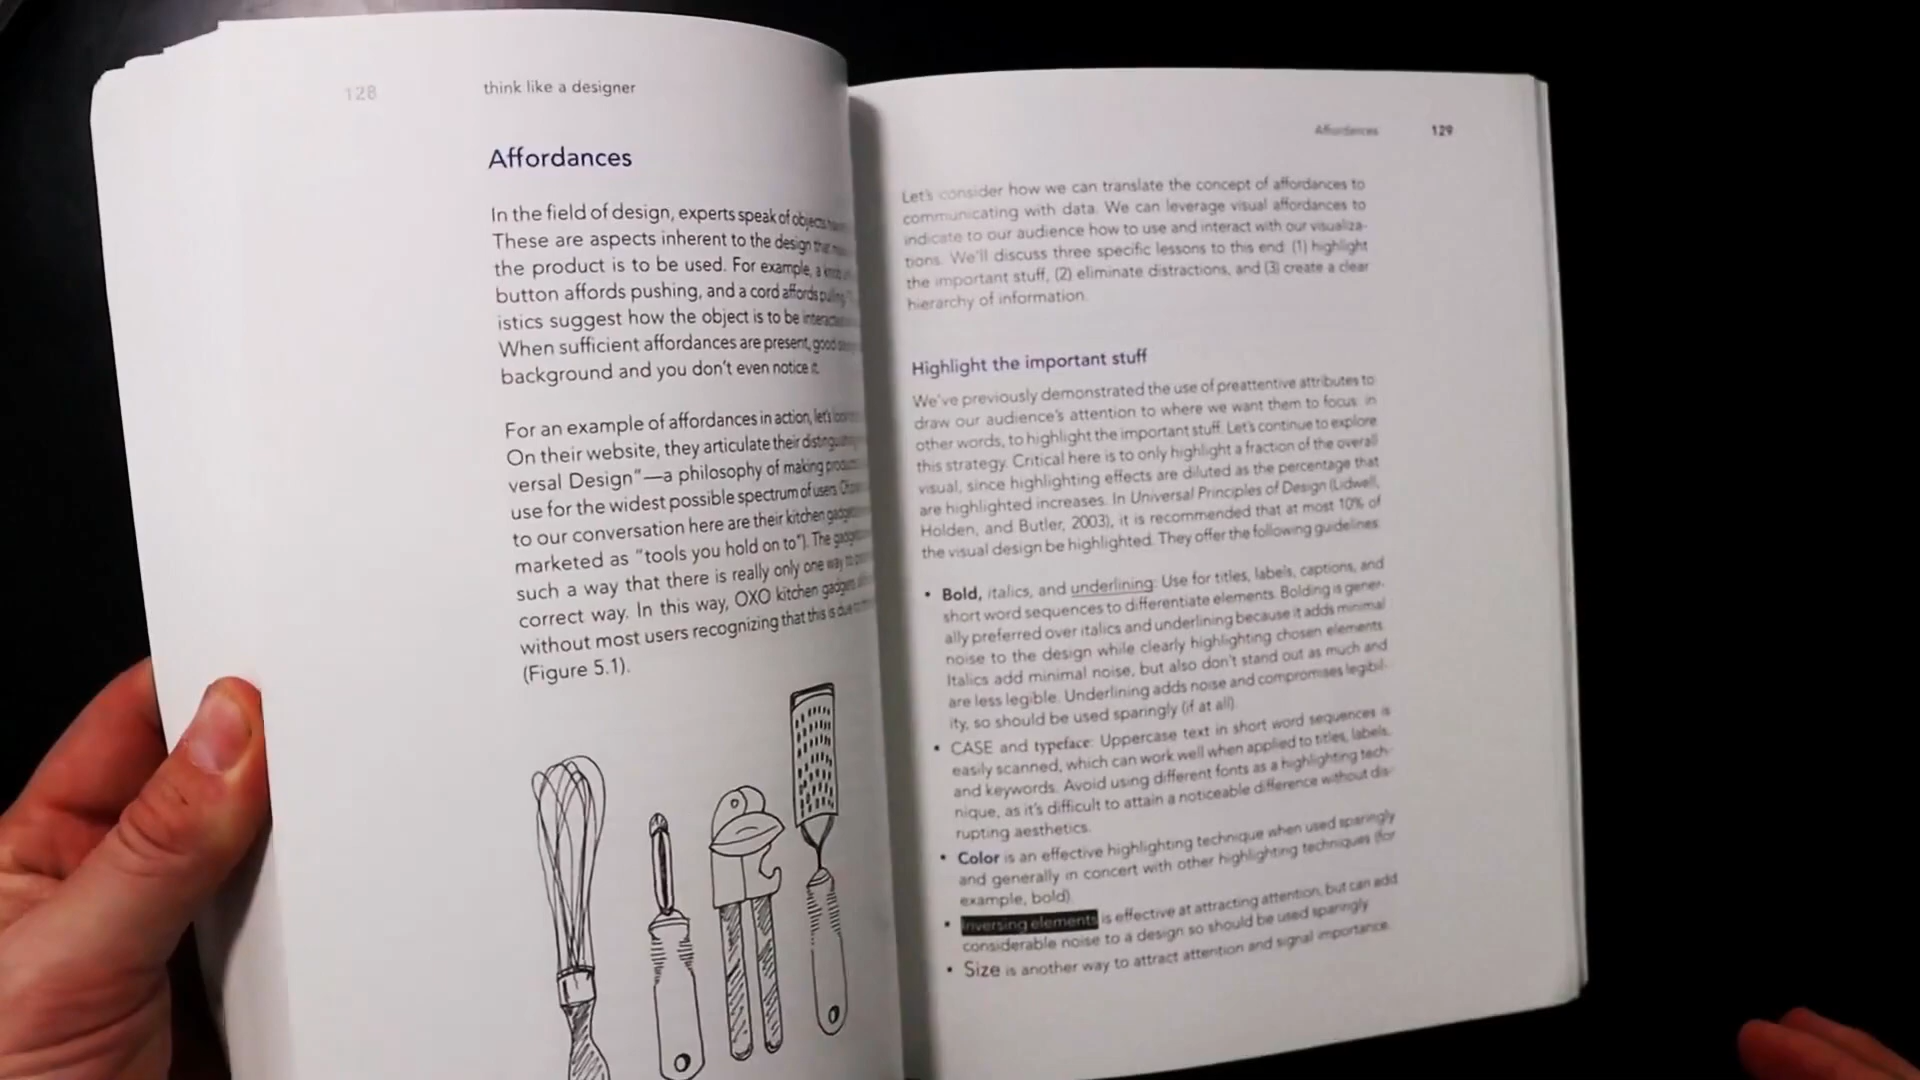 128
think like a designer
Affordances
In the field of design, experts speak of objects
These are aspects inherent to the design that
the product is to be used. For example, a knob
button affords pushing, and a cord affords pulling.
istics suggest how the object is to be interacted
When sufficient affordances are present, good
background and you don't even notice it.
For an example of affordances in action, let's look
On their website, they articulate their distinguishing
versal Design"—a philosophy of making products
use for the widest possible spectrum of users.
to our conversation here are their kitchen gadgets
marketed as "tools you hold on to"). The gadgets
such a way that there is really only one way to
correct way. In this way, OXO kitchen gadgets
without most users recognizing that this is due to
(Figure 5.1).
Affordances
129
Let's consider how we can translate the concept of affordances to
communicating with data. We can leverage visual affordances to
indicate to our audience how to use and interact with our visualiza-
tions. We'll discuss three specific lessons to this end: (1) highlight
the important stuff, (2) eliminate distractions, and (3) create a clear
hierarchy of information.
Highlight the important stuff
We've previously demonstrated the use of preattentive attributes to
draw our audience's attention to where we want them to focus: in
other words, to highlight the important stuff. Let's continue to explore
this strategy. Critical here is to only highlight a fraction of the overall
visual, since highlighting effects are diluted as the percentage that
are highlighted increases. In Universal Principles of Design (Lidwell,
Holden, and Butler, 2003), it is recommended that at most 10% of
the visual design be highlighted. They offer the following guidelines:
• Bold, italics, and underlining: Use for titles, labels, captions, and
short word sequences to differentiate elements. Bolding is gener-
ally preferred over italics and underlining because it adds minimal
noise to the design while clearly highlighting chosen elements.
Italics add minimal noise, but also don't stand out as much and
are less legible. Underlining adds noise and compromises legibil-
ity, so should be used sparingly (if at all).
• CASE and typeface: Uppercase text in short word sequences is
easily scanned, which can work well when applied to titles, labels,
and keywords. Avoid using different fonts as a highlighting tech-
nique, as it's difficult to attain a noticeable difference without dis-
rupting aesthetics.
• Color is an effective highlighting technique when used sparingly
and generally in concert with other highlighting techniques (for
example, bold).
• Inversing elements is effective at attracting attention, but can add
considerable noise to a design so should be used sparingly.
• Size is another way to attract attention and signal importance.